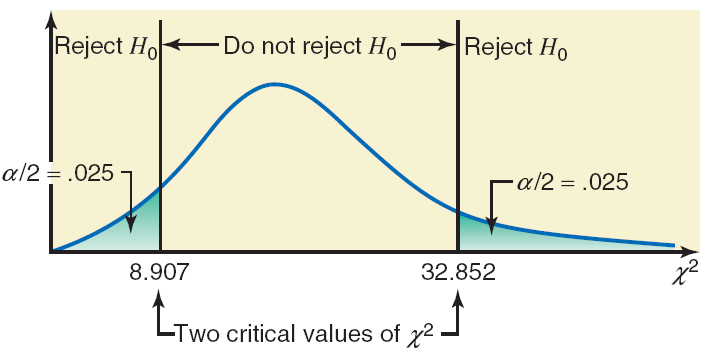 Reject H₀ Do not reject H₀ Reject H₀
α/2 = .025
α/2 = .025
8.907 32.852
χ²
Two critical values of χ²